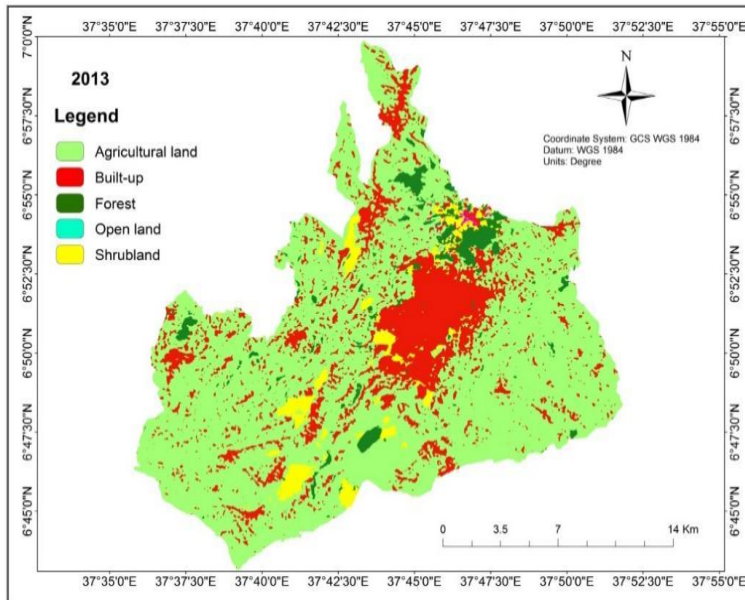 37°35'0"E 37°37'30"E 37°40'0"E 37°42'30"E 37°45'0"E 37°47'30"E 37°50'0"E 37°52'30"E 37°55'0"E
7°0'0"N
6°57'30"N
6°55'0"N
6°52'30"N
6°50'0"N
6°47'30"N
6°45'0"N
2013
Legend
Agricultural land
Built-up
Forest
Open land
Shrubland
N
Coordinate System: GCS WGS 1984
Datum: WGS 1984
Units: Degree
7°0'0"N
6°57'30"N
6°55'0"N
6°52'30"N
6°50'0"N
6°47'30"N
6°45'0"N
0 3.5 7 14 Km
37°35'0"E 37°37'30"E 37°40'0"E 37°42'30"E 37°45'0"E 37°47'30"E 37°50'0"E 37°52'30"E 37°55'0"E